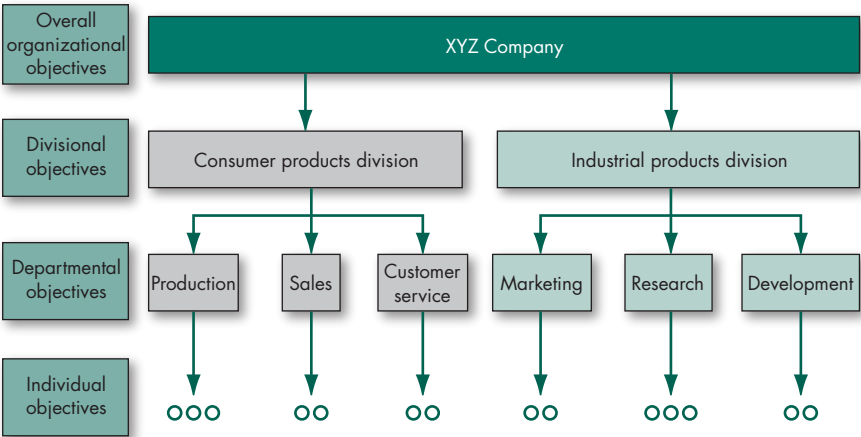 Overall
organizational
objectives
XYZ Company
Divisional
objectives
Consumer products division
Industrial products division
Departmental
objectives
Production
Sales
Customer
service
Marketing
Research
Development
Individual
objectives